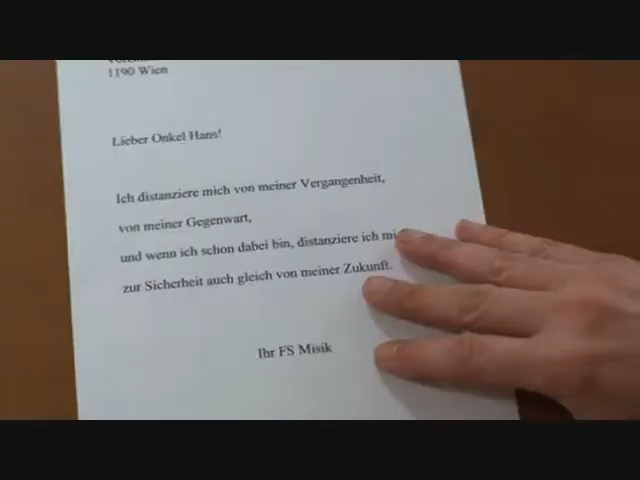 1190 Wien
Lieber Onkel Hans!
Ich distanziere mich von meiner Vergangenheit,
von meiner Gegenwart,
und wenn ich schon dabei bin, distanziere ich
zur Sicherheit auch gleich von meiner Zukunft.
Ihr FS Misik